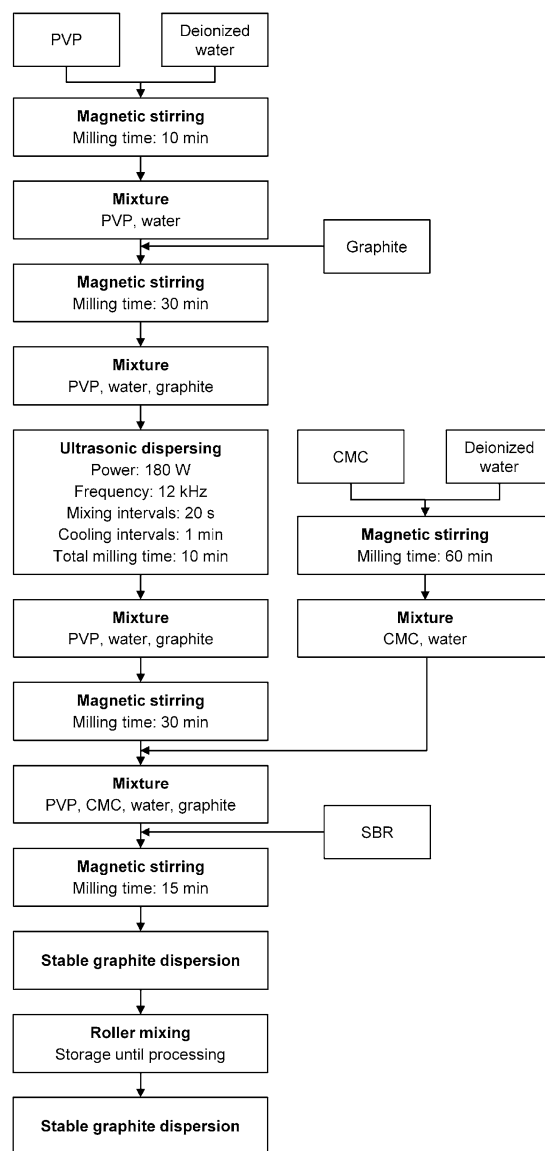 PVP
Deionized
water
Magnetic stirring
Milling time: 10 min
Mixture
PVP, water
Graphite
Magnetic stirring
Milling time: 30 min
Mixture
PVP, water, graphite
Ultrasonic dispersing
Power: 180 W
Frequency: 12 kHz
Mixing intervals: 20 s
Cooling intervals: 1 min
Total milling time: 10 min
CMC
Deionized
water
Magnetic stirring
Milling time: 60 min
Mixture
PVP, water, graphite
Mixture
CMC, water
Magnetic stirring
Milling time: 30 min
Mixture
PVP, CMC, water, graphite
SBR
Magnetic stirring
Milling time: 15 min
Stable graphite dispersion
Roller mixing
Storage until processing
Stable graphite dispersion